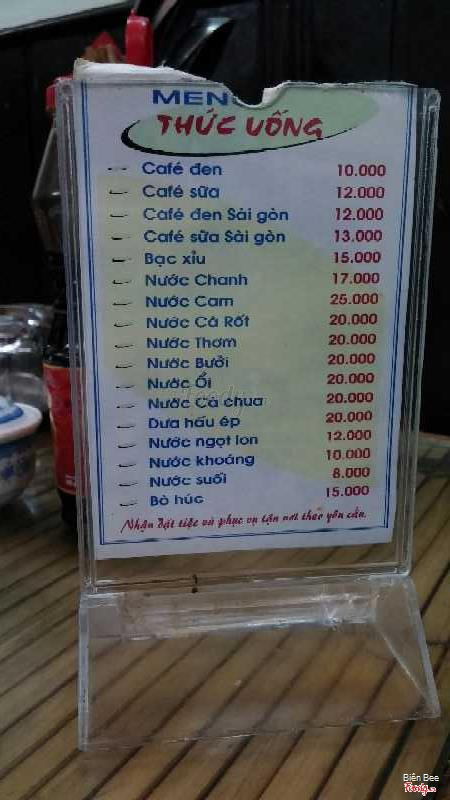 MEN
THỨC UỐNG
Café đen 10.000
Café sữa 12.000
Café đen Sài gòn 12.000
Café sữa Sài gòn 13.000
Bạc xỉu 15.000
Nước Chanh 17.000
Nước Cam 25.000
Nước Cà Rốt 20.000
Nước Thơm 20.000
Nước Bưởi 20.000
Nước Ổi 20.000
Nước Cà chua 20.000
Dưa hấu ép 20.000
Nước ngọt lon 12.000
Nước khoáng 10.000
Nước suối 8.000
Bò húc 15.000
Nhận đặt tiệc và phục vụ tận nơi theo yêu cầu.
Biên Bee
Foody.vn